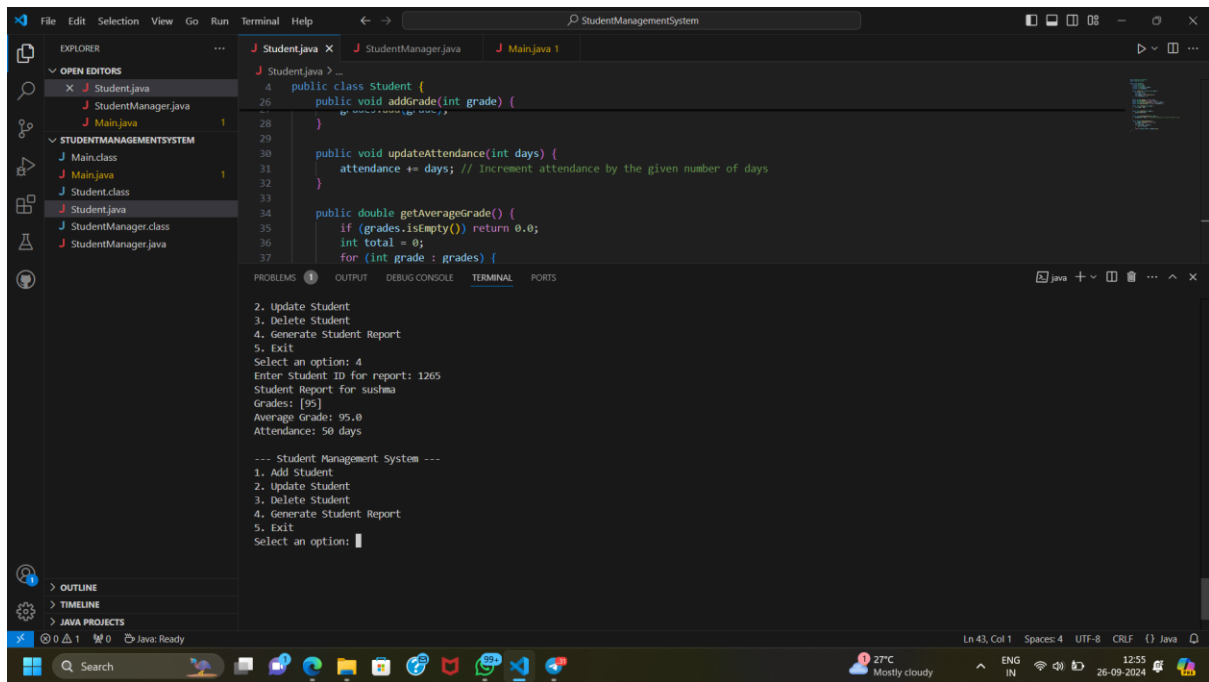 File Edit Selection View Go Run Terminal Help
StudentManagementSystem
EXPLORER
OPEN EDITORS
Student.java
StudentManager.java
Main.java 1
STUDENTMANAGEMENTSYSTEM
Main.class
Main.java 1
Student.class
Student.java
StudentManager.class
StudentManager.java
OUTLINE
TIMELINE
JAVA PROJECTS
Student.java StudentManager.java Main.java 1
Student.java > ...
4 public class Student {
26 public void addGrade(int grade) {
27 grades.add(grade);
28 }
29
30 public void updateAttendance(int days) {
31 attendance += days; // Increment attendance by the given number of days
32 }
33
34 public double getAverageGrade() {
35 if (grades.isEmpty()) return 0.0;
36 int total = 0;
37 for (int grade : grades) {
PROBLEMS 1 OUTPUT DEBUG CONSOLE TERMINAL PORTS
java
2. Update Student
3. Delete Student
4. Generate Student Report
5. Exit
Select an option: 4
Enter Student ID for report: 1265
Student Report for sushma
Grades: [95]
Average Grade: 95.0
Attendance: 50 days
--- Student Management System ---
1. Add Student
2. Update Student
3. Delete Student
4. Generate Student Report
5. Exit
Select an option:
0 1 0 Java: Ready
Ln 43, Col 1 Spaces: 4 UTF-8 CRLF {} Java
Search
99+
1
27°C
Mostly cloudy
ENG
IN
12:55
26-09-2024